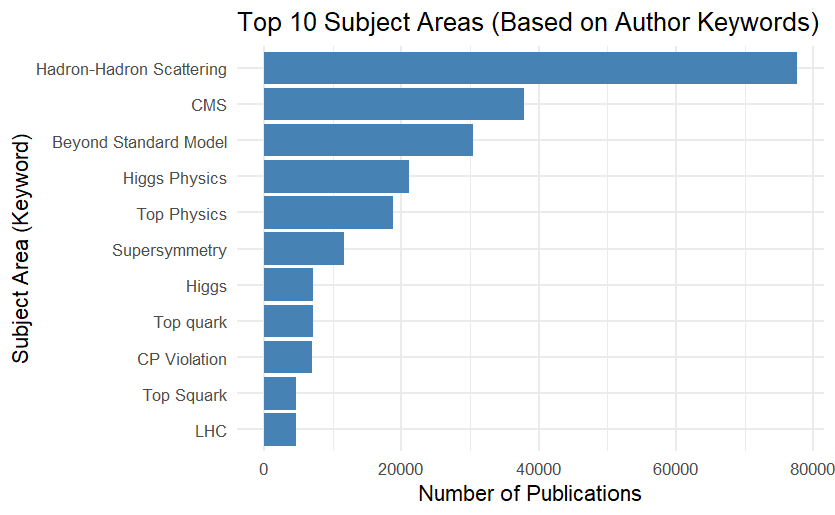 Top 10 Subject Areas (Based on Author Keywords)
Subject Area (Keyword)
Hadron-Hadron Scattering
CMS
Beyond Standard Model
Higgs Physics
Top Physics
Supersymmetry
Higgs
Top quark
CP Violation
Top Squark
LHC
0 20000 40000 60000 80000
Number of Publications